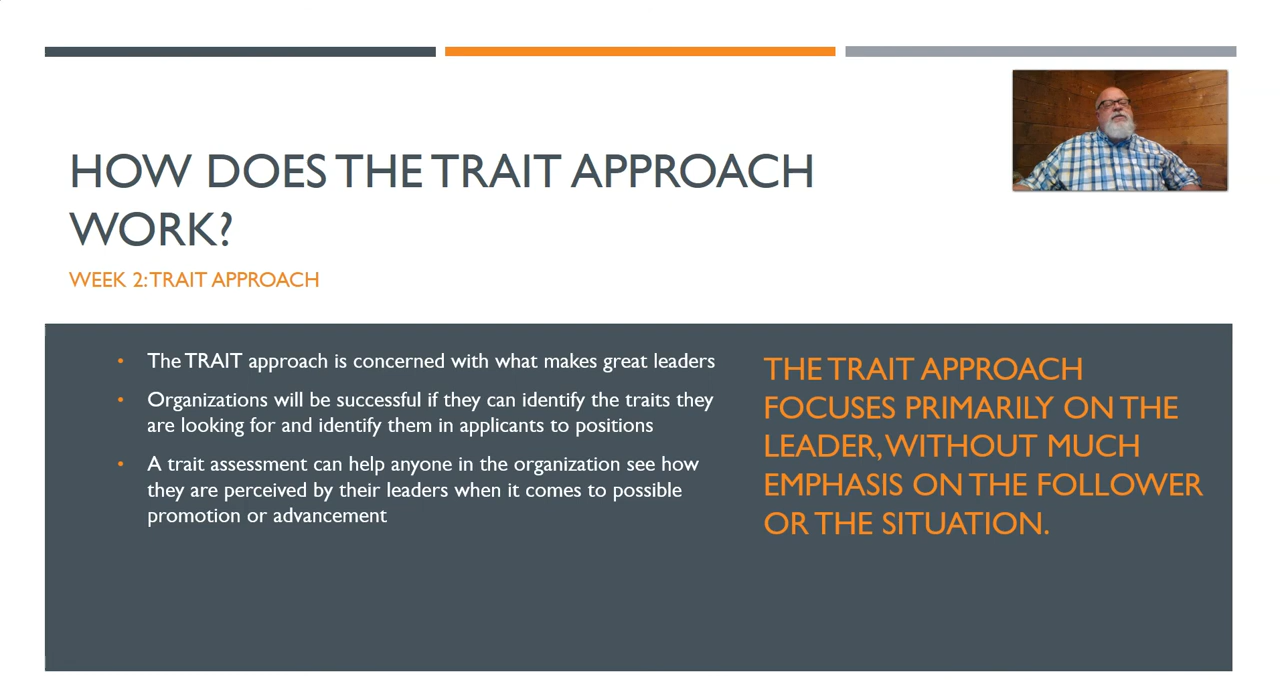 HOW DOES THE TRAIT APPROACH
WORK?
WEEK 2: TRAIT APPROACH
• The TRAIT approach is concerned with what makes great leaders
• Organizations will be successful if they can identify the traits they
are looking for and identify them in applicants to positions
• A trait assessment can help anyone in the organization see how
they are perceived by their leaders when it comes to possible
promotion or advancement
THE TRAIT APPROACH
FOCUSES PRIMARILY ON THE
LEADER, WITHOUT MUCH
EMPHASIS ON THE FOLLOWER
OR THE SITUATION.